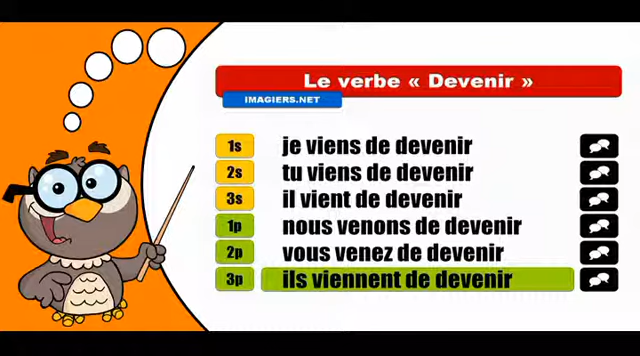 Le verbe « Devenir »
IMAGIERS.NET
1s je viens de devenir
2s tu viens de devenir
3s il vient de devenir
1p nous venons de devenir
2p vous venez de devenir
3p ils viennent de devenir